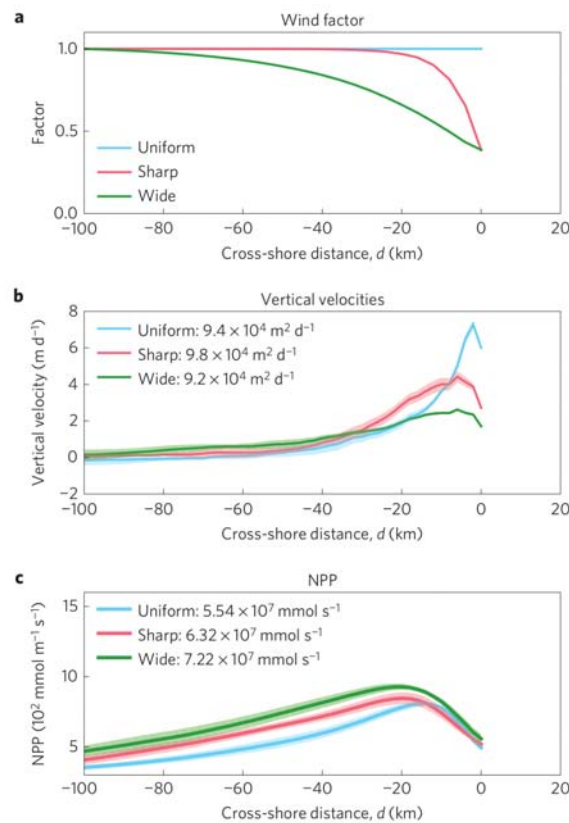 a
Wind factor
1.0
0.5
0.0
Factor
Uniform
Sharp
Wide
−100 −80 −60 −40 −20 0 20
Cross-shore distance, d (km)
b
Vertical velocities
8
6
4
2
0
−2
Vertical velocity (m d⁻¹)
Uniform: 9.4 × 10⁴ m² d⁻¹
Sharp: 9.8 × 10⁴ m² d⁻¹
Wide: 9.2 × 10⁴ m² d⁻¹
−100 −80 −60 −40 −20 0 20
Cross-shore distance, d (km)
c
NPP
15
10
5
NPP (10² mmol m⁻¹ s⁻¹)
Uniform: 5.54 × 10⁷ mmol s⁻¹
Sharp: 6.32 × 10⁷ mmol s⁻¹
Wide: 7.22 × 10⁷ mmol s⁻¹
−100 −80 −60 −40 −20 0 20
Cross-shore distance, d (km)